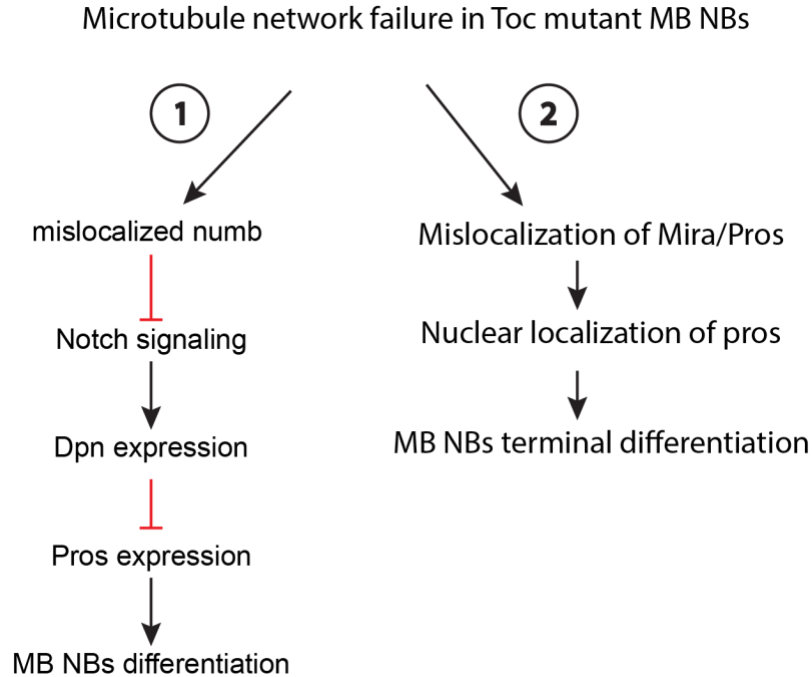 Microtubule network failure in Toc mutant MB NBs
1
2
mislocalized numb
Mislocalization of Mira/Pros
Notch signaling
Nuclear localization of pros
Dpn expression
MB NBs terminal differentiation
Pros expression
MB NBs differentiation